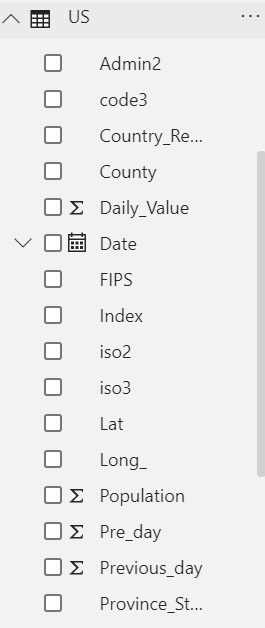 US
Admin2
code3
Country_Re...
County
Σ Daily_Value
Date
FIPS
Index
iso2
iso3
Lat
Long_
Σ Population
Σ Pre_day
Σ Previous_day
Province_St...